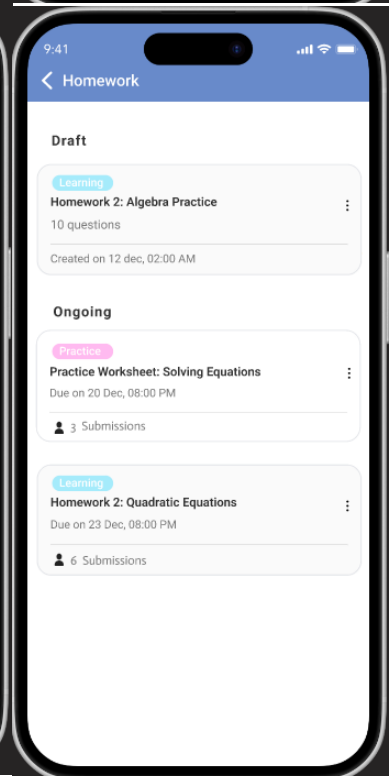 9:41
Homework
Draft
Learning
Homework 2: Algebra Practice
10 questions
Created on 12 dec, 02:00 AM
Ongoing
Practice
Practice Worksheet: Solving Equations
Due on 20 Dec, 08:00 PM
3 Submissions
Learning
Homework 2: Quadratic Equations
Due on 23 Dec, 08:00 PM
6 Submissions